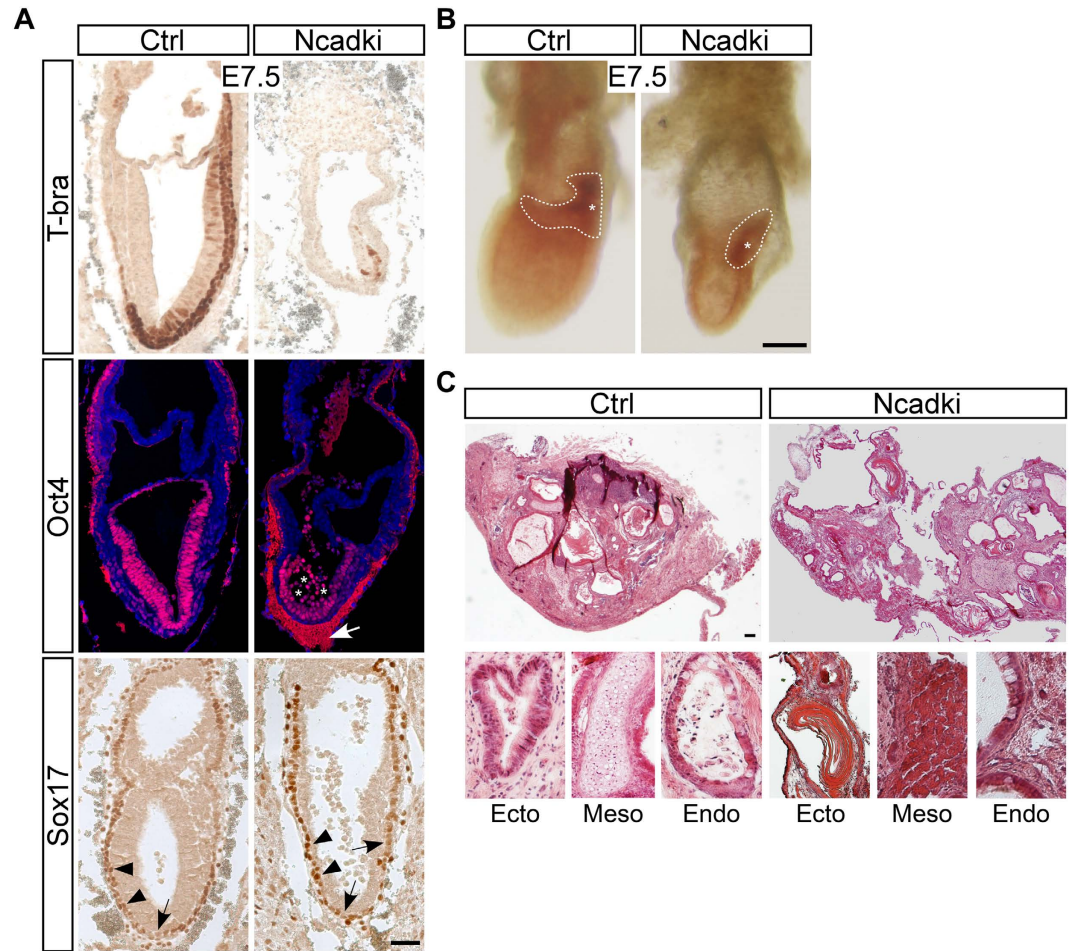 A
Ctrl Ncadki
E7.5
T-bra
Oct4
Sox17
B
Ctrl Ncadki
E7.5
C
Ctrl Ncadki
Ecto Meso Endo Ecto Meso Endo